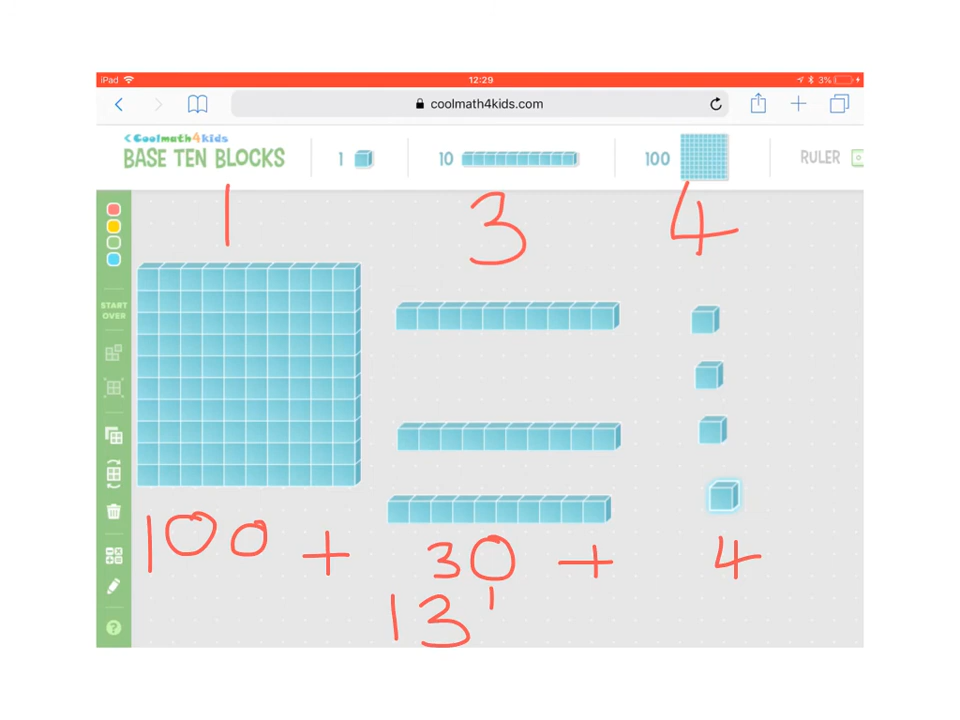 iPad 12:29 3%
coolmath4kids.com
< Coolmath4kids
BASE TEN BLOCKS 1 10 100 RULER
1 3 4
START
OVER
100 + 30 + 4
13
?